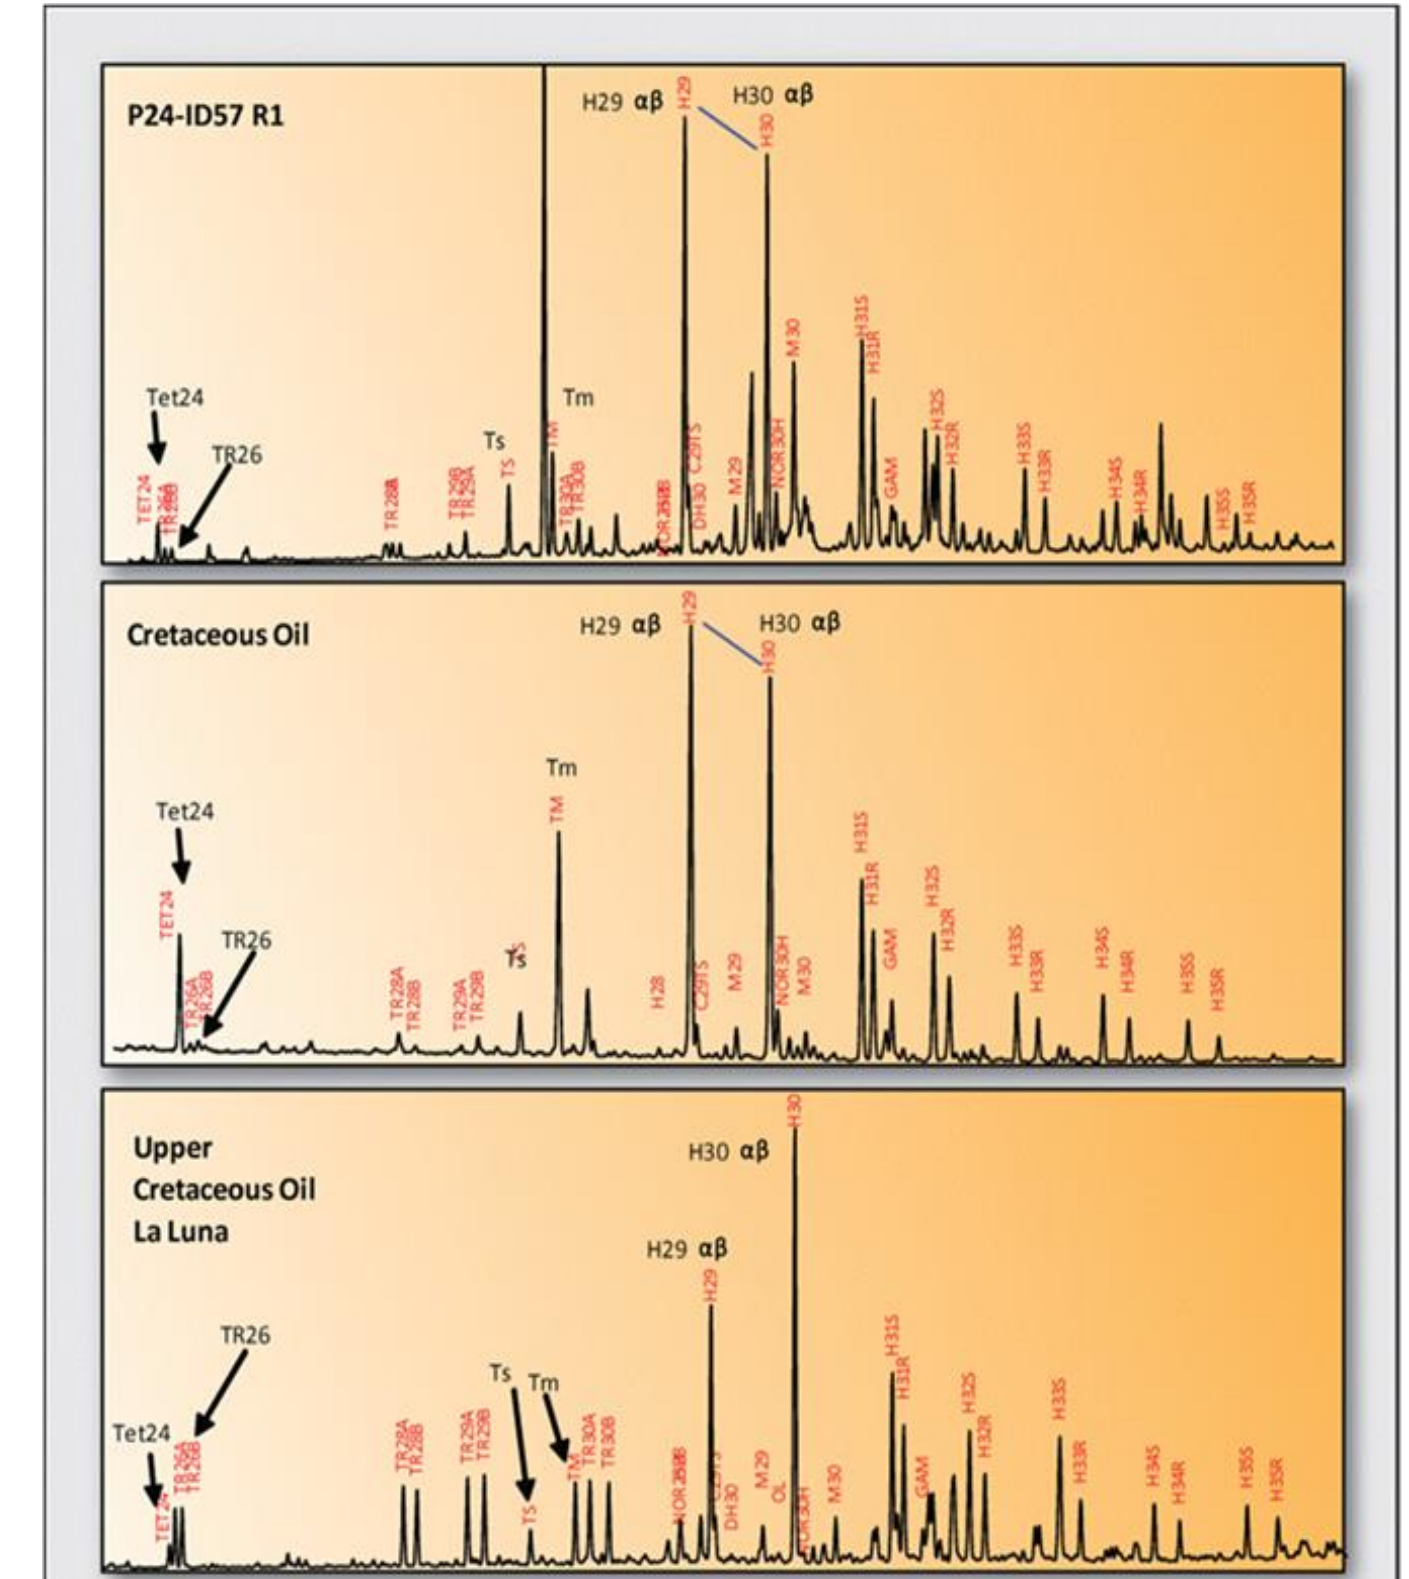 P24-ID57 R1
H29 αβ
H29
H30 αβ
H30
Tet24
TR26
Ts
Tm
TET24
TR26B
TR29B
TR29A
TS
TM
TR30A
TR30B
C29TS
DH30
M29
NOR30H
M30
H31S
H31R
GAM
H32S
H32R
H33S
H33R
H34S
H34R
H35S
H35R
Cretaceous Oil
H29 αβ
H29
H30 αβ
H30
Tet24
TR26
Ts
Tm
TET24
TR26A
TR26B
TR28A
TR28B
TR29A
TR29B
TM
H28
C29TS
M29
NOR30H
M30
H31S
H31R
GAM
H32S
H32R
H33S
H33R
H34S
H34R
H35S
H35R
Upper
Cretaceous Oil
La Luna
H30 αβ
H30
H29 αβ
H29
TR26
Tet24
Ts
Tm
TET24
TR26A
TR26B
TR28A
TR28B
TR29A
TR29B
TS
TM
TR30A
TR30B
C29TS
DH30
M29
OL
NOR30H
M30
H31S
H31R
GAM
H32S
H32R
H33S
H33R
H34S
H34R
H35S
H35R